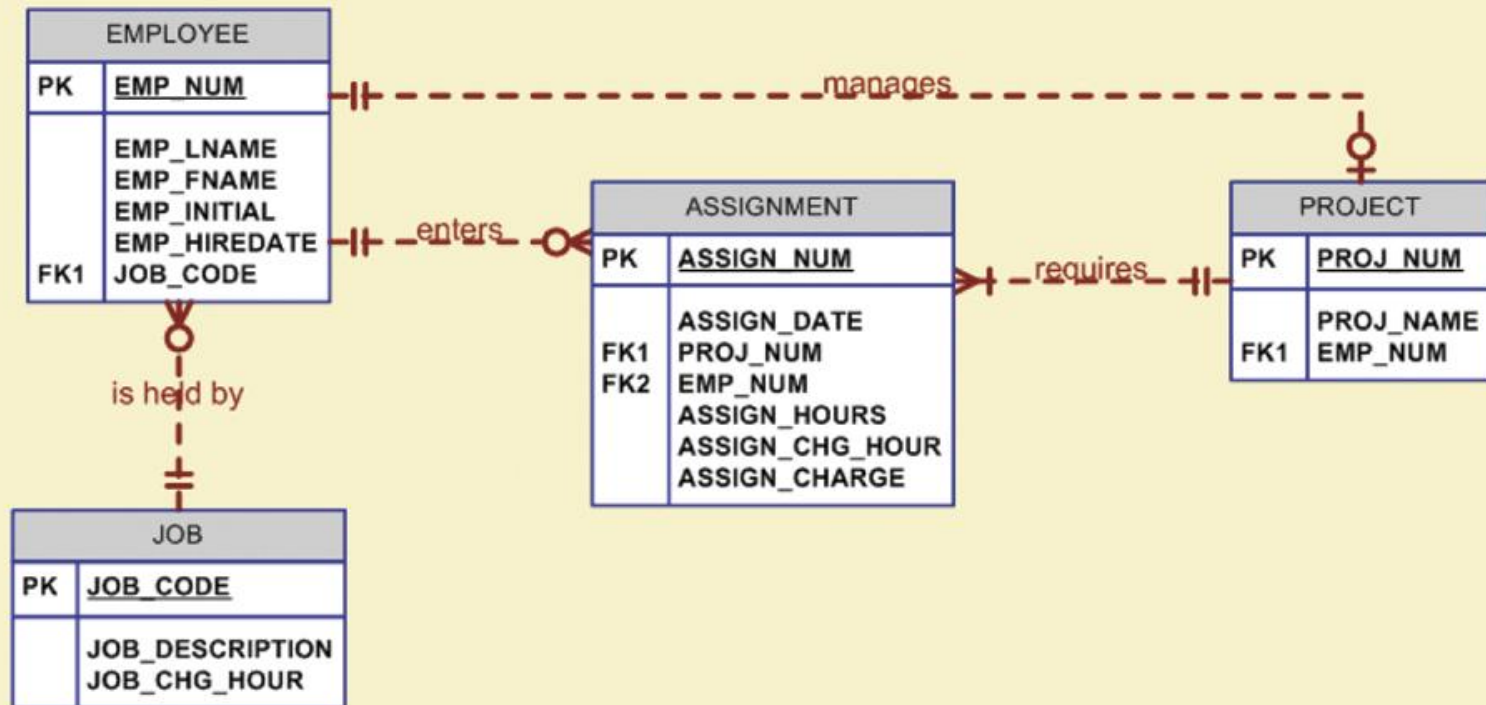 EMPLOYEE
PK EMP_NUM
EMP_LNAME
EMP_FNAME
EMP_INITIAL
EMP_HIREDATE
FK1 JOB_CODE
manages
enters
is held by
ASSIGNMENT
PK ASSIGN_NUM
ASSIGN_DATE
FK1 PROJ_NUM
FK2 EMP_NUM
ASSIGN_HOURS
ASSIGN_CHG_HOUR
ASSIGN_CHARGE
requires
PROJECT
PK PROJ_NUM
PROJ_NAME
FK1 EMP_NUM
JOB
PK JOB_CODE
JOB_DESCRIPTION
JOB_CHG_HOUR